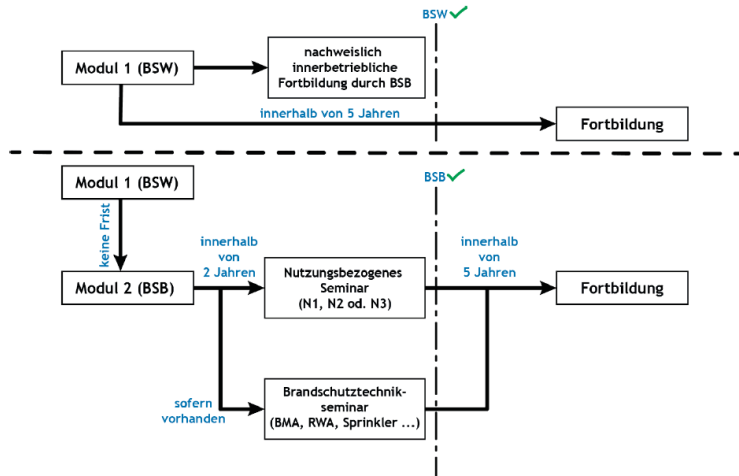 BSW
nachweislich
innerbetriebliche
Fortbildung durch BSB
Modul 1 (BSW)
innerhalb von 5 Jahren
Fortbildung
Modul 1 (BSW)
BSB
keine Frist
innerhalb
von
2 Jahren
innerhalb
von
5 Jahren
Modul 2 (BSB)
Nutzungsbezogenes
Seminar
(N1, N2 od. N3)
Fortbildung
sofern
vorhanden
Brandschutztechnik-
seminar
(BMA, RWA, Sprinkler ...)